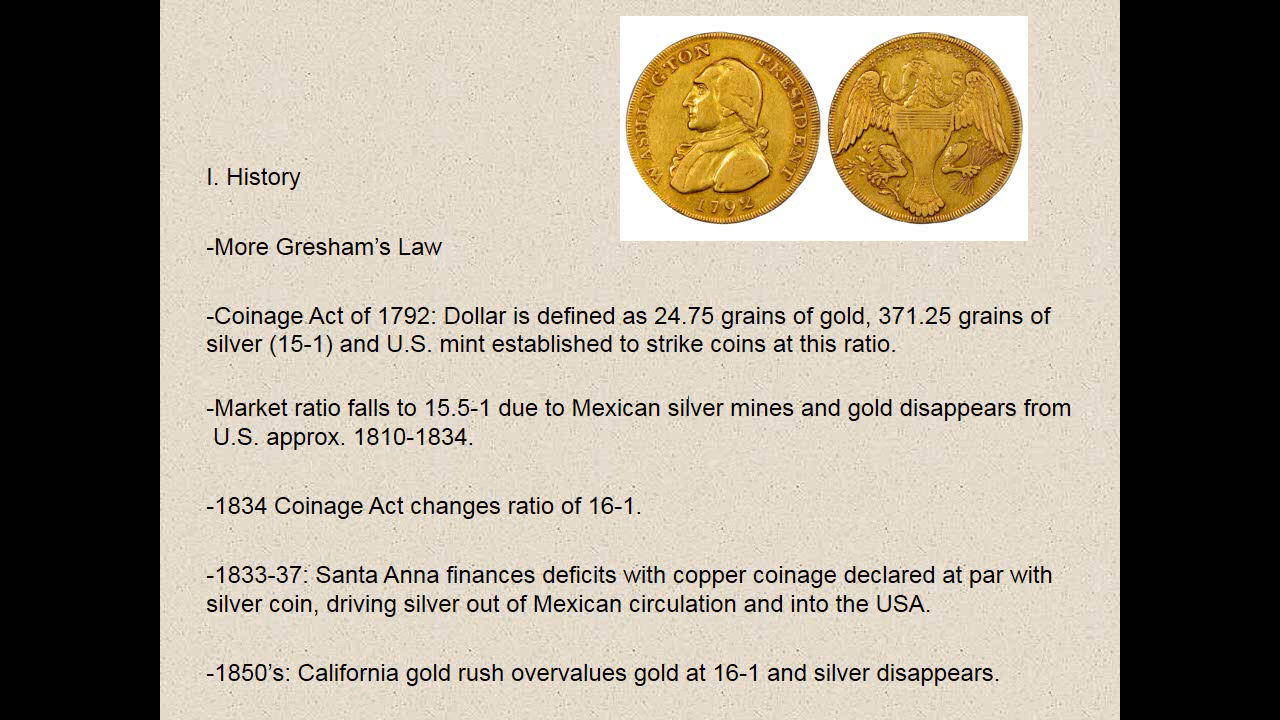 WASHINGTON PRESIDENT
1792
I. History
-More Gresham's Law
-Coinage Act of 1792: Dollar is defined as 24.75 grains of gold, 371.25 grains of
silver (15-1) and U.S. mint established to strike coins at this ratio.
-Market ratio falls to 15.5-1 due to Mexican silver mines and gold disappears from
U.S. approx. 1810-1834.
-1834 Coinage Act changes ratio of 16-1.
-1833-37: Santa Anna finances deficits with copper coinage declared at par with
silver coin, driving silver out of Mexican circulation and into the USA.
-1850's: California gold rush overvalues gold at 16-1 and silver disappears.